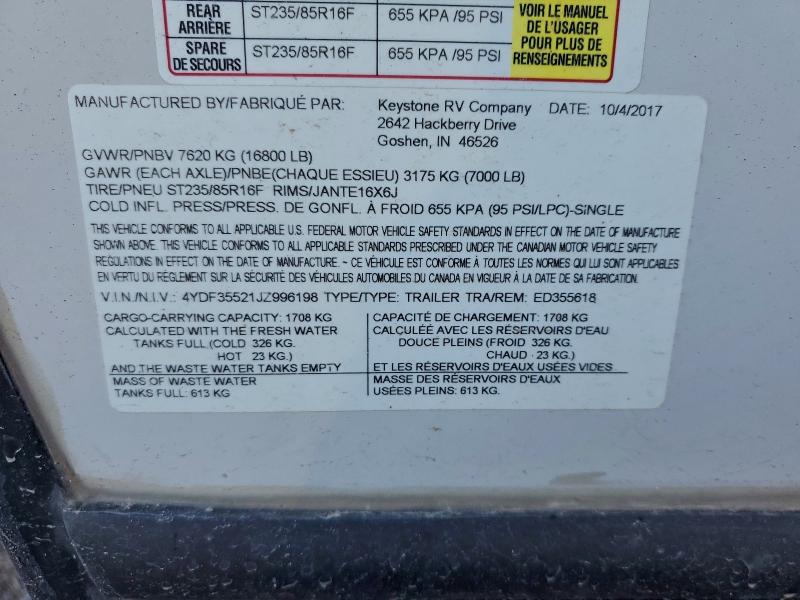 REAR ST235/85R16F 655 KPA /95 PSI
ARRIÈRE
SPARE ST235/85R16F 655 KPA /95 PSI
DE SECOURS
VOIR LE MANUEL
DE L'USAGER
POUR PLUS DE
RENSEIGNEMENTS
MANUFACTURED BY/FABRIQUÉ PAR: Keystone RV Company DATE: 10/4/2017
2642 Hackberry Drive
Goshen, IN 46526
GVWR/PNBV 7620 KG (16800 LB)
GAWR (EACH AXLE)/PNBE(CHAQUE ESSIEU) 3175 KG (7000 LB)
TIRE/PNEU ST235/85R16F RIMS/JANTE16X6J
COLD INFL. PRESS/PRESS. DE GONFL. À FROID 655 KPA (95 PSI/LPC)-SINGLE
THIS VEHICLE CONFORMS TO ALL APPLICABLE U.S. FEDERAL MOTOR VEHICLE SAFETY STANDARDS IN EFFECT ON THE DATE OF MANUFACTURE
SHOWN ABOVE. THIS VEHICLE CONFORMS TO ALL APPLICABLE STANDARDS PRESCRIBED UNDER THE CANADIAN MOTOR VEHICLE SAFETY
REGULATIONS IN EFFECT ON THE DATE OF MANUFACTURE. ~ CE VÉHICULE EST CONFORME À TOUTES LES NORMES QUI LUI SONT APPLICABLES
EN VERTU DU RÉGLEMENT SUR LA SÉCURITÉ DES VÉHICULES AUTOMOBILES DU CANADA EN VIGUEUR À LA DATE DE SA FABRICATION.
V.I.N./N.I.V.: 4YDF35521JZ996198 TYPE/TYPE: TRAILER TRA/REM: ED355618
CARGO-CARRYING CAPACITY: 1708 KG
CALCULATED WITH THE FRESH WATER
TANKS FULL(COLD 326 KG.
HOT 23 KG.)
AND THE WASTE WATER TANKS EMPTY
MASS OF WASTE WATER
TANKS FULL: 613 KG
CAPACITÉ DE CHARGEMENT: 1708 KG
CALCULÉE AVEC LES RÉSERVOIRS D'EAU
DOUCE PLEINS (FROID 326 KG.
CHAUD - 23 KG.)
ET LES RÉSERVOIRS D'EAUX USÉES VIDES
MASSE DES RÉSERVOIRS D'EAUX
USÉES PLEINS: 613 KG.